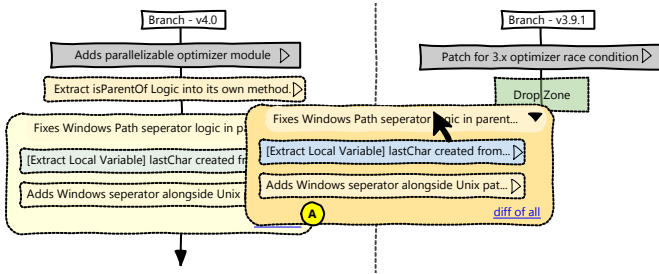 Branch - v4.0
Adds parallelizable optimizer module
Extract isParentOf Logic into its own method.
Fixes Windows Path seperator logic in p
[Extract Local Variable] lastChar created fr
Adds Windows seperator alongside Unix
Branch - v3.9.1
Patch for 3.x optimizer race condition
Drop Zone
Fixes Windows Path seperator logic in parent...
[Extract Local Variable] lastChar created from...
Adds Windows seperator alongside Unix pat...
diff of all
A